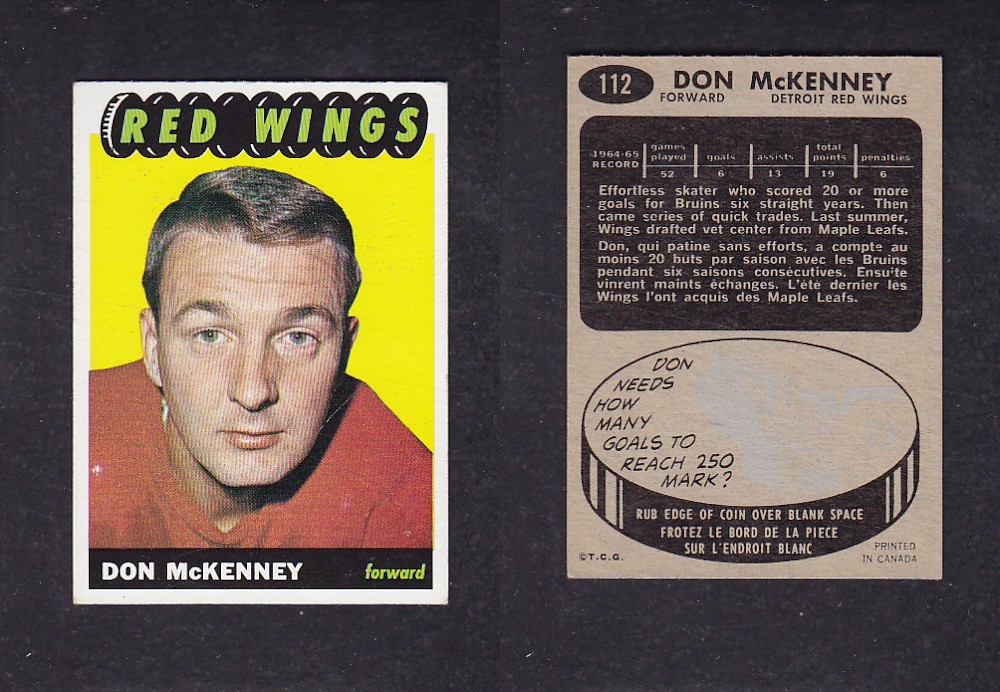 RED WINGS
DON McKENNEY forward
112 DON McKENNEY
FORWARD DETROIT RED WINGS
1964-65 RECORD
games played goals assists total points penalties
52 6 13 19 6
Effortless skater who scored 20 or more
goals for Bruins six straight years. Then
came series of quick trades. Last summer,
Wings drafted vet center from Maple Leafs.
Don, qui patine sans efforts, a compte au
moins 20 buts par saison avec les Bruins
pendant six saisons consécutives. Ensuite
vinrent maints échanges. L'été dernier les
Wings l'ont acquis des Maple Leafs.
DON
NEEDS
HOW
MANY
GOALS TO
REACH 250
MARK?
RUB EDGE OF COIN OVER BLANK SPACE
FROTEZ LE BORD DE LA PIECE
SUR L'ENDROIT BLANC
©T.C.G.
PRINTED
IN CANADA